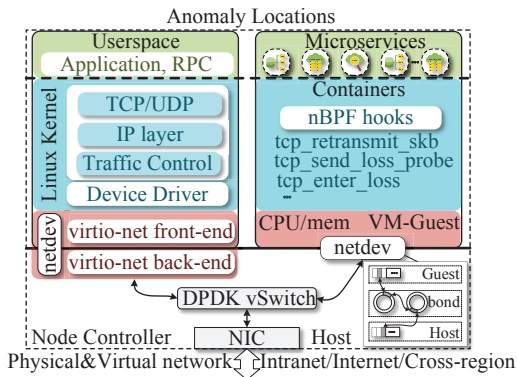 Anomaly Locations
Userspace
Application, RPC
Linux Kernel
TCP/UDP
IP layer
Traffic Control
Device Driver
netdev
virtio-net front-end
virtio-net back-end
Microservices
Containers
nBPF hooks
tcp_retransmit_skb
tcp_send_loss_probe
tcp_enter_loss
...
CPU/mem VM-Guest
netdev
Guest
bond
Host
DPDK vSwitch
Node Controller
NIC
Host
Physical&Virtual network
Intranet/Internet/Cross-region